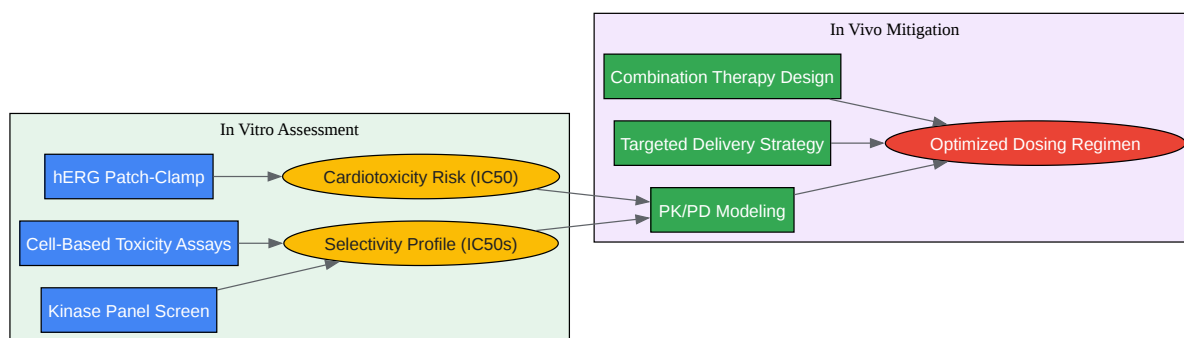 In Vitro Assessment
hERG Patch-Clamp
Cardiotoxicity Risk (IC50)
Cell-Based Toxicity Assays
Selectivity Profile (IC50s)
Kinase Panel Screen
In Vivo Mitigation
Combination Therapy Design
Targeted Delivery Strategy
Optimized Dosing Regimen
PK/PD Modeling